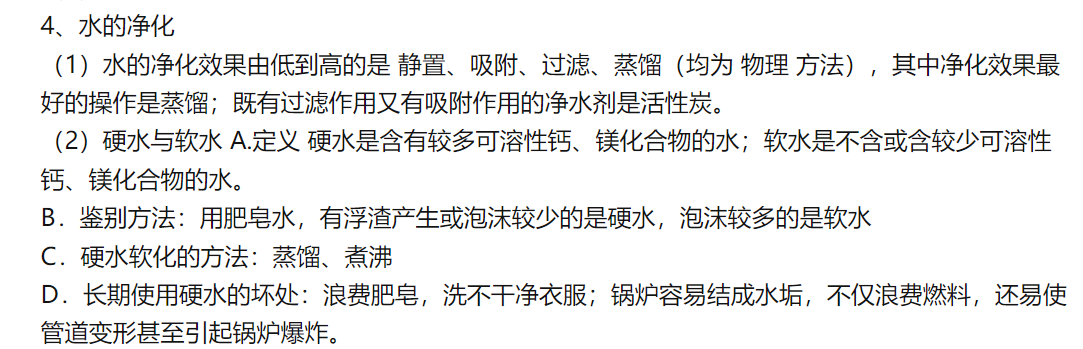 4、水的净化
（1）水的净化效果由低到高的是 静置、吸附、过滤、蒸馏（均为 物理 方法），其中净化效果最
好的操作是蒸馏；既有过滤作用又有吸附作用的净水剂是活性炭。
（2）硬水与软水 A.定义 硬水是含有较多可溶性钙、镁化合物的水；软水是不含或含较少可溶性
钙、镁化合物的水。
B．鉴别方法：用肥皂水，有浮渣产生或泡沫较少的是硬水，泡沫较多的是软水
C．硬水软化的方法：蒸馏、煮沸
D．长期使用硬水的坏处：浪费肥皂，洗不干净衣服；锅炉容易结成水垢，不仅浪费燃料，还易使
管道变形甚至引起锅炉爆炸。